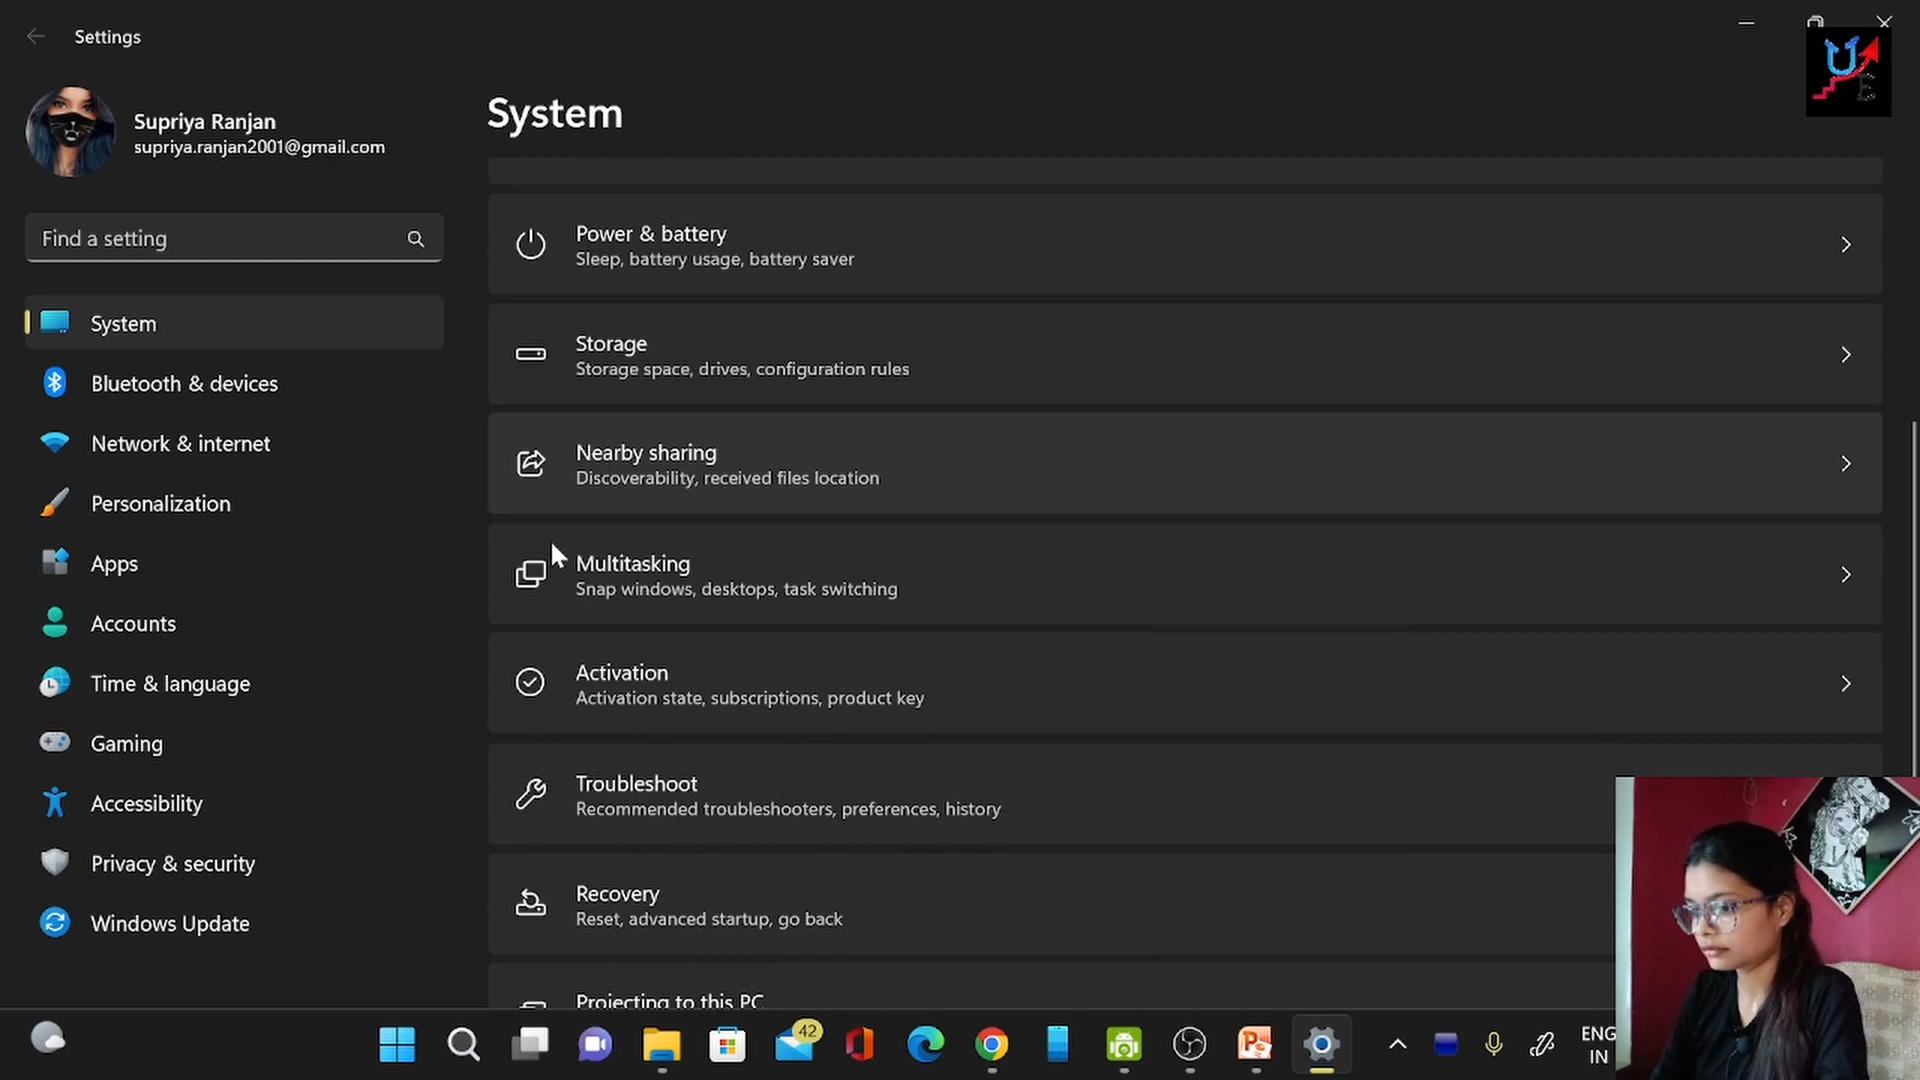 Settings
Supriya Ranjan
supriya.ranjan2001@gmail.com
Find a setting
System
Bluetooth & devices
Network & internet
Personalization
Apps
Accounts
Time & language
Gaming
Accessibility
Privacy & security
Windows Update
System
Power & battery
Sleep, battery usage, battery saver
Storage
Storage space, drives, configuration rules
Nearby sharing
Discoverability, received files location
Multitasking
Snap windows, desktops, task switching
Activation
Activation state, subscriptions, product key
Troubleshoot
Recommended troubleshooters, preferences, history
Recovery
Reset, advanced startup, go back
Projecting to this PC
42
ENG
IN
U
E